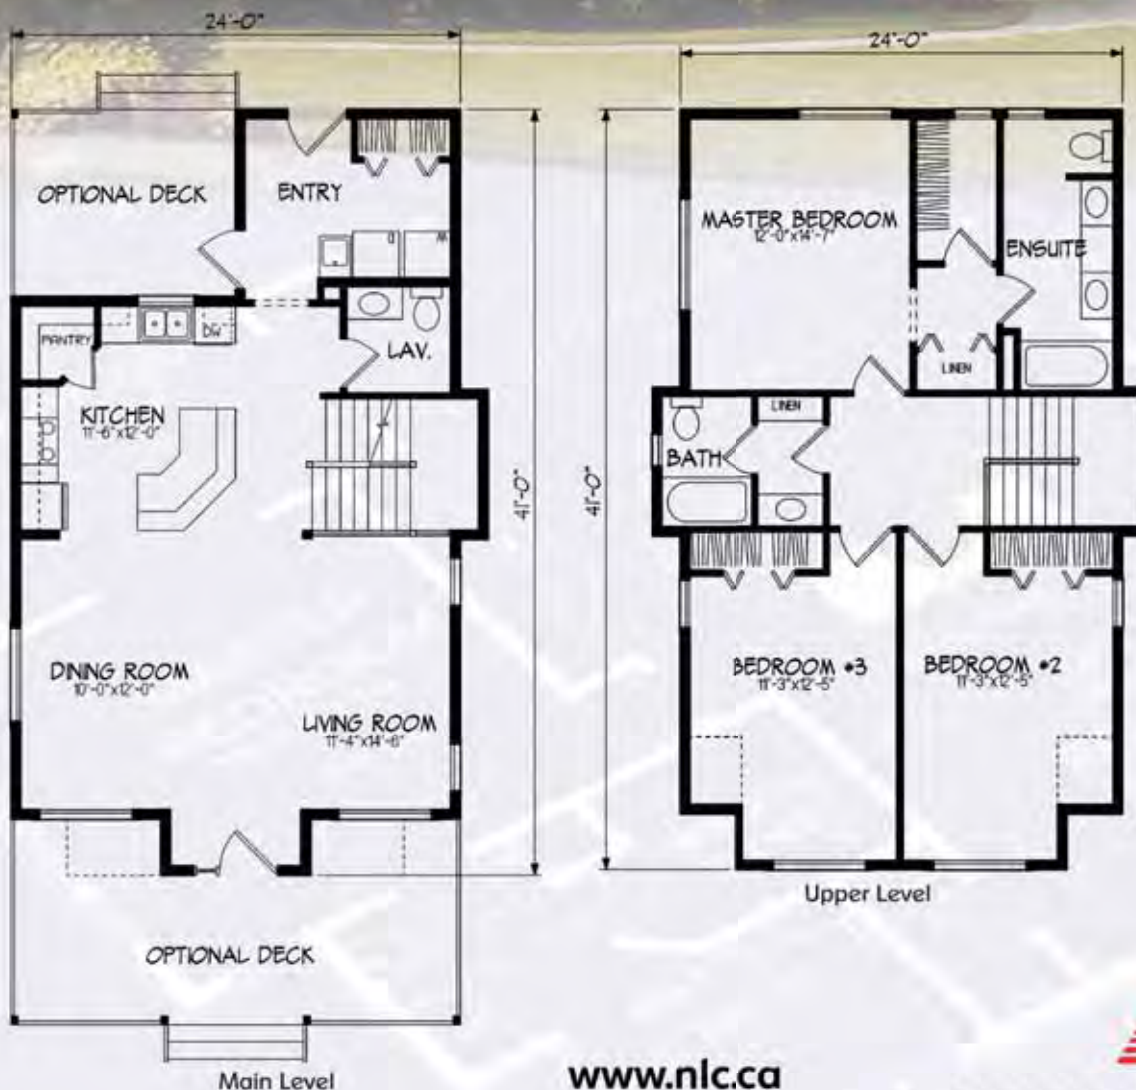 24'-0"
OPTIONAL DECK
ENTRY
D
W
PANTRY
DW
LAV.
KITCHEN
11'-6"x12'-0"
41'-0"
DINING ROOM
10'-0"x12'-0"
LIVING ROOM
11'-4"x14'-6"
OPTIONAL DECK
Main Level
24'-0"
MASTER BEDROOM
12'-0"x14'-7"
ENSUITE
LINEN
LINEN
BATH
41'-0"
BEDROOM #3
11'-3"x12'-5"
BEDROOM #2
11'-3"x12'-5"
Upper Level
www.nlc.ca